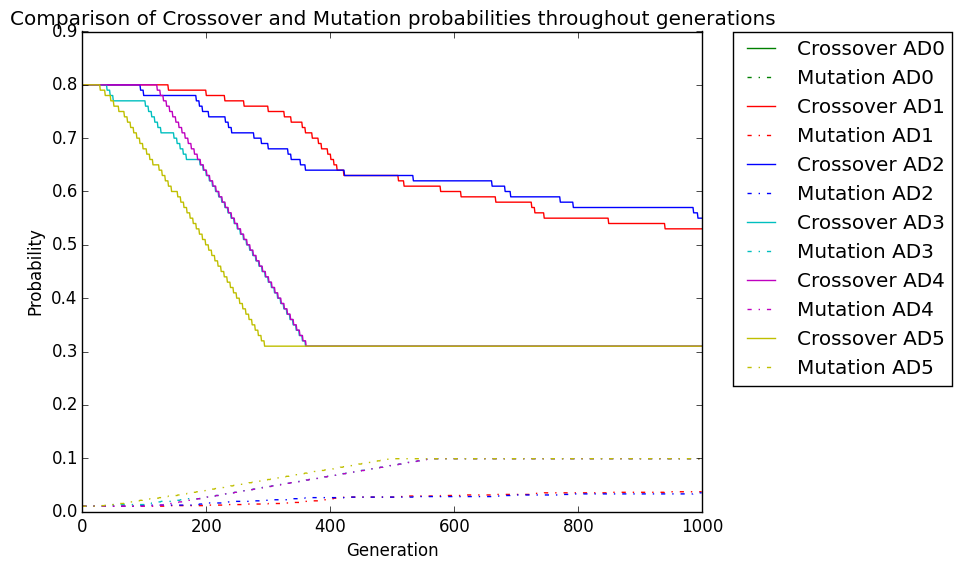 Comparison of Crossover and Mutation probabilities throughout generations
0.9
0.8
0.7
0.6
0.5
0.4
0.3
0.2
0.1
0.0
Probability
0
200
400
600
800
1000
Generation
Crossover AD0
Mutation AD0
Crossover AD1
Mutation AD1
Crossover AD2
Mutation AD2
Crossover AD3
Mutation AD3
Crossover AD4
Mutation AD4
Crossover AD5
Mutation AD5